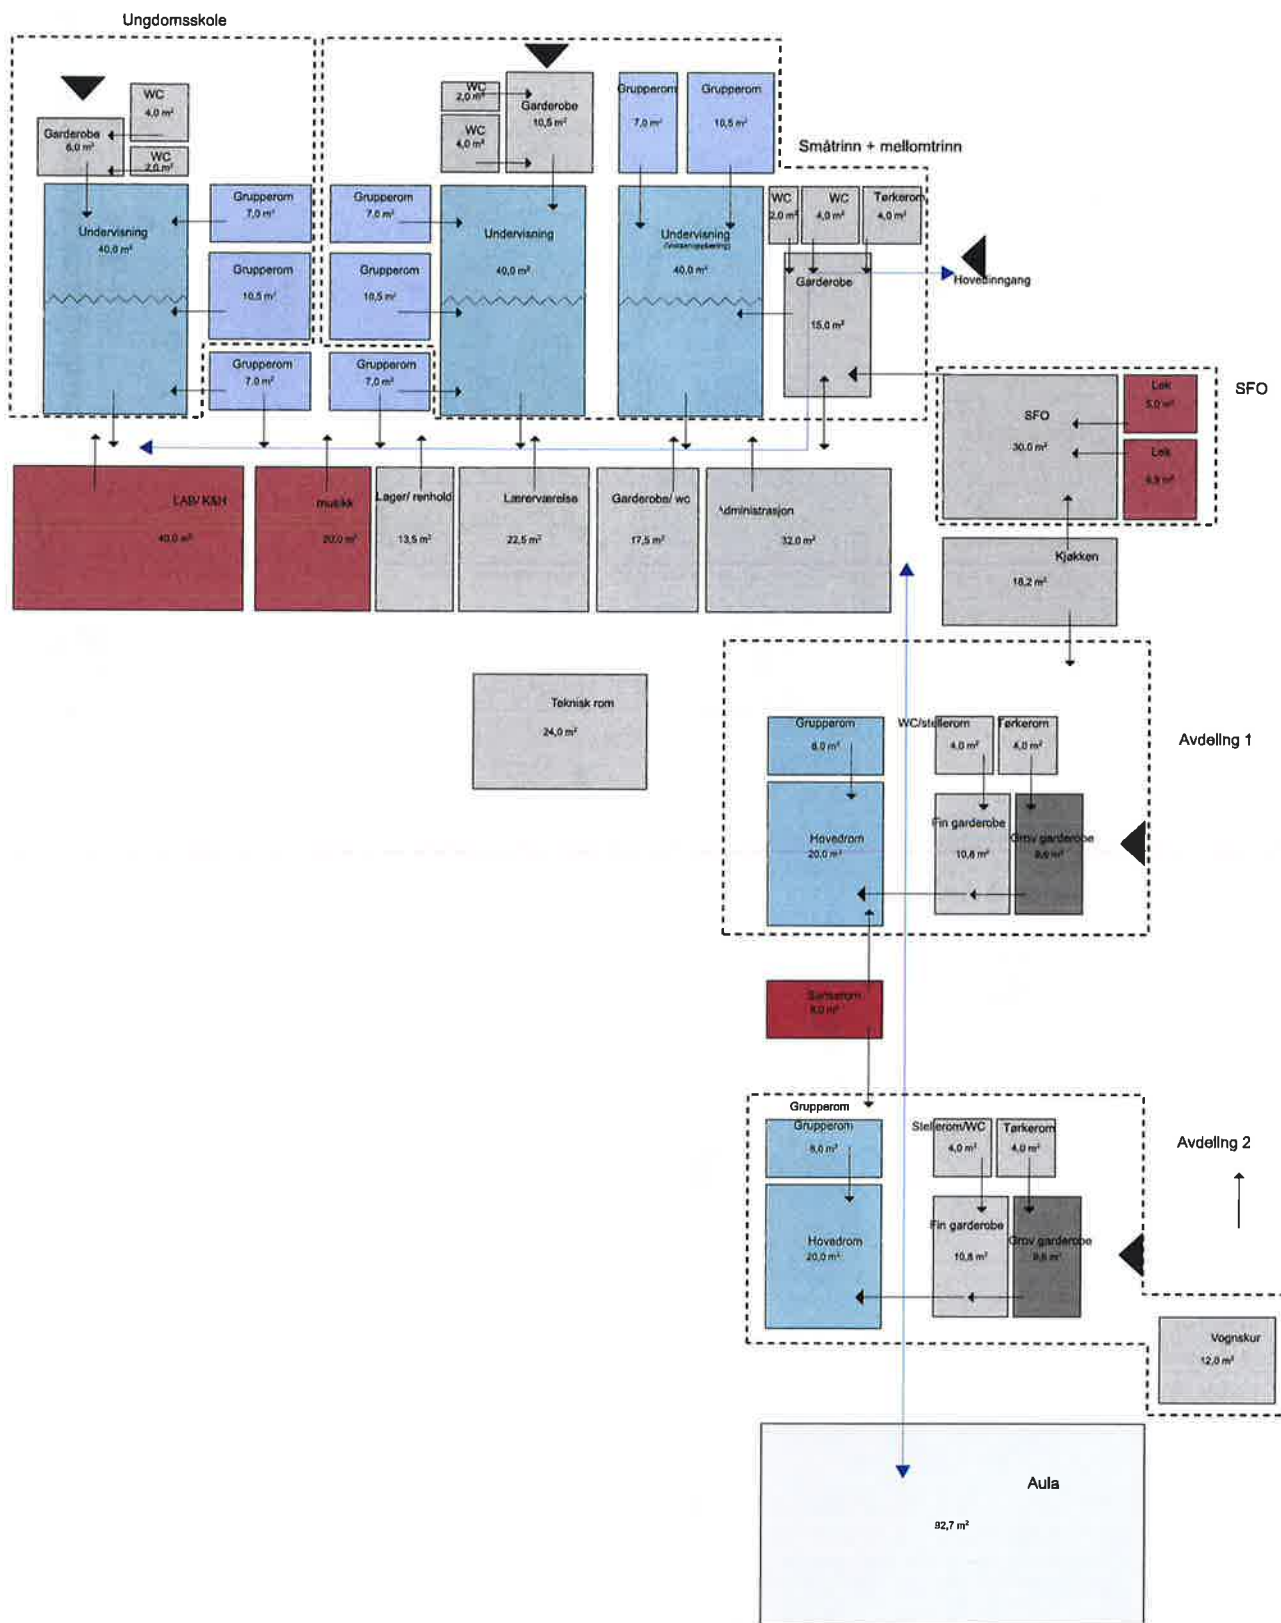 Ungdomsskole
WC
4,0 m²
Garderobe
6,0 m²
WC
2,0 m²
Undervisning
40,0 m²
Grupperom
7,0 m²
Grupperom
10,5 m²
Grupperom
7,0 m²
WC
2,0 m²
WC
4,0 m²
Garderobe
10,5 m²
Grupperom
7,0 m²
Grupperom
10,5 m²
Grupperom
7,0 m²
Undervisning
40,0 m²
Grupperom
7,0 m²
Grupperom
10,5 m²
Undervisning
40,0 m²
Småtrinn + mellomtrinn
WC
2,0 m²
WC
4,0 m²
Tørkerom
4,0 m²
Garderobe
15,0 m²
Hovedinngang
SFO
SFO
30,0 m²
Lek
5,0 m²
Lek
LAB/ K&H
40,0 m²
musikk
20,0 m²
Lager/ renhold
13,5 m²
Lærerværelse
22,5 m²
Garderobe/ wc
17,5 m²
Administrasjon
32,0 m²
Kjøkken
18,2 m²
Teknisk rom
24,0 m²
Avdeling 1
Grupperom
8,0 m²
WC/stellerom
4,0 m²
Tørkerom
4,0 m²
Hovedrom
20,0 m²
Fin garderobe
10,8 m²
Grov garderobe
9,6 m²
Sanserom
8,0 m²
Avdeling 2
Grupperom
Grupperom
8,0 m²
Stellerom/WC
4,0 m²
Tørkerom
4,0 m²
Hovedrom
20,0 m²
Fin garderobe
10,8 m²
Grov garderobe
9,6 m²
Vognskur
12,0 m²
Aula
92,7 m²